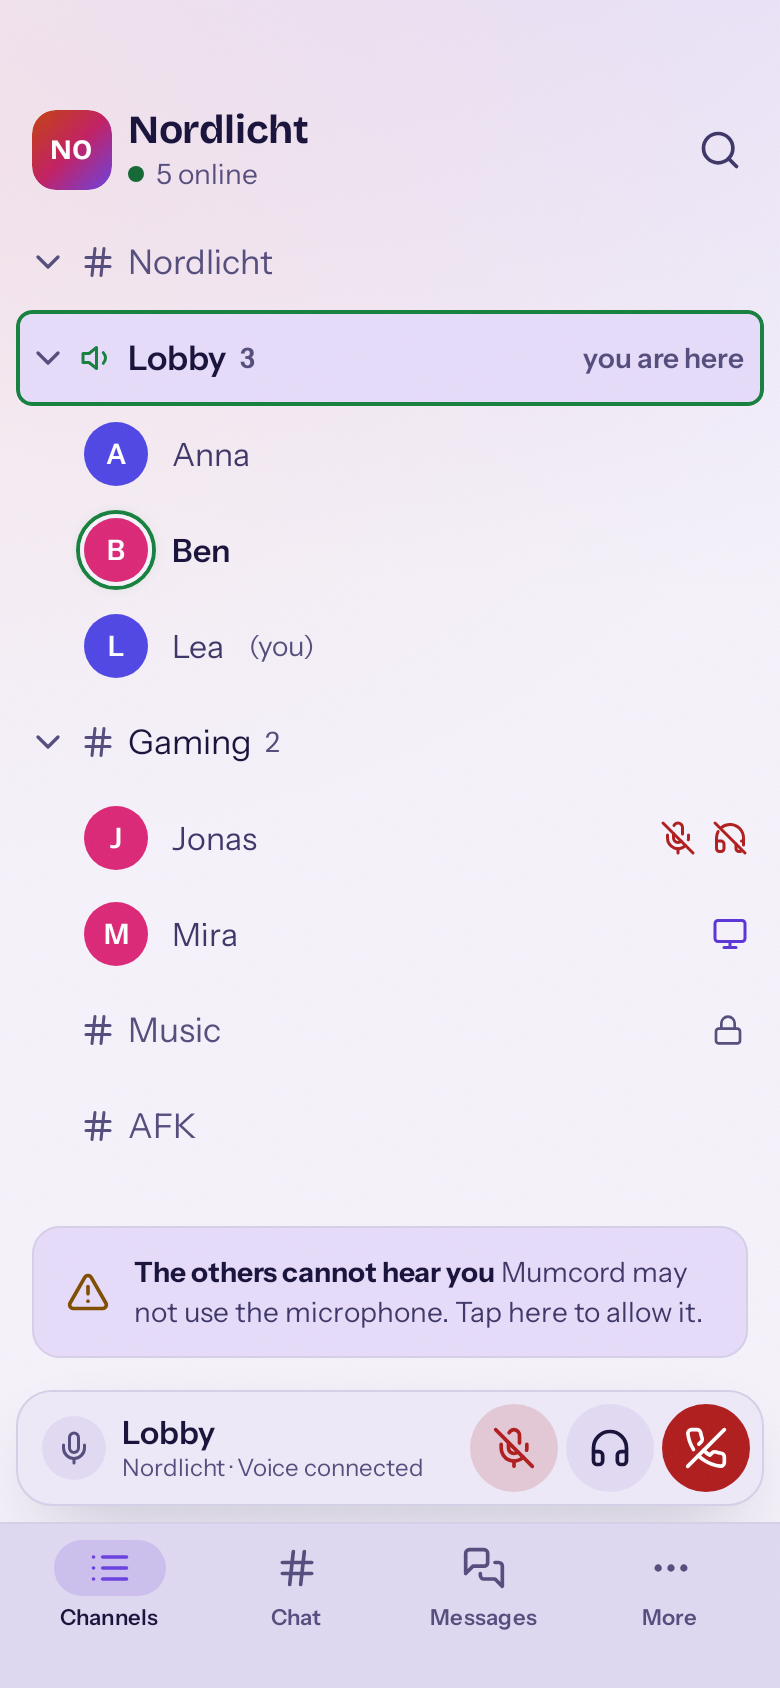 NO
Nordlicht
5 online
# Nordlicht
Lobby 3 you are here
A Anna
B Ben
L Lea (you)
# Gaming 2
J Jonas
M Mira
# Music
# AFK
The others cannot hear you Mumcord may
not use the microphone. Tap here to allow it.
Lobby
Nordlicht · Voice connected
Channels Chat Messages More